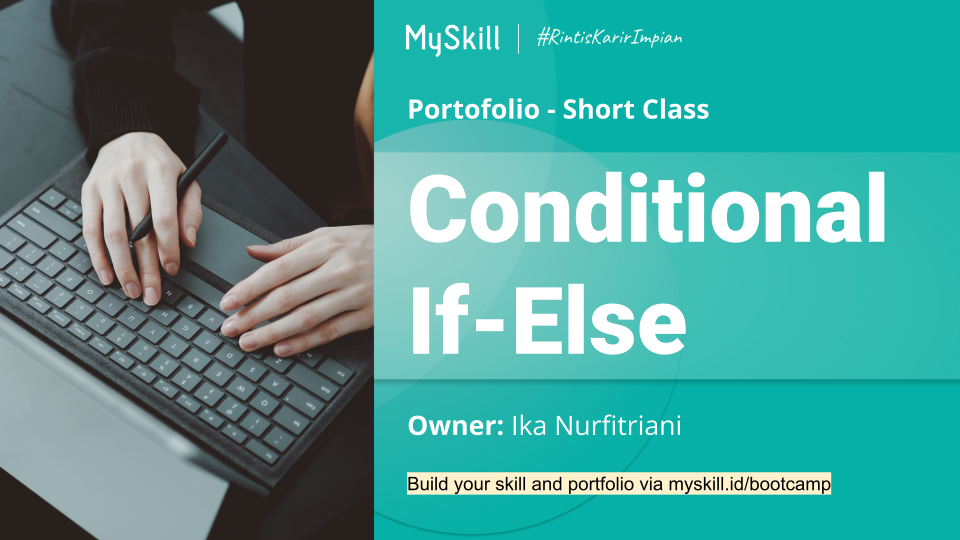 MySkill | #RintisKarirImpian
Portofolio - Short Class
Conditional
If-Else
Owner: Ika Nurfitriani
Build your skill and portfolio via myskill.id/bootcamp